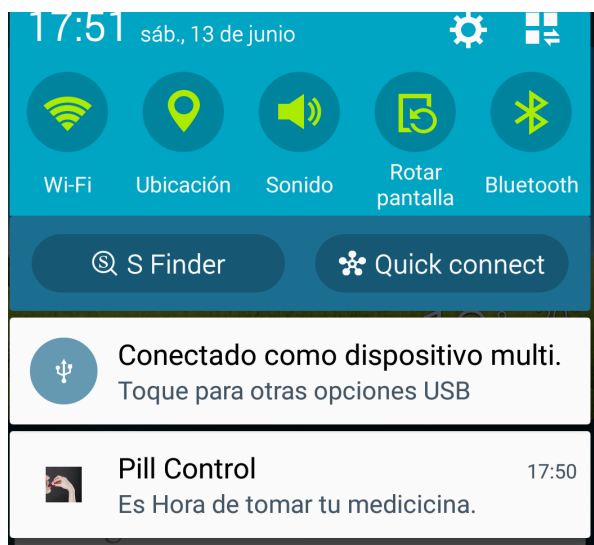 17:51 sáb., 13 de junio
Wi-Fi Ubicación Sonido Rotar pantalla Bluetooth
S Finder Quick connect
Conectado como dispositivo multi.
Toque para otras opciones USB
Pill Control 17:50
Es Hora de tomar tu medicicina.